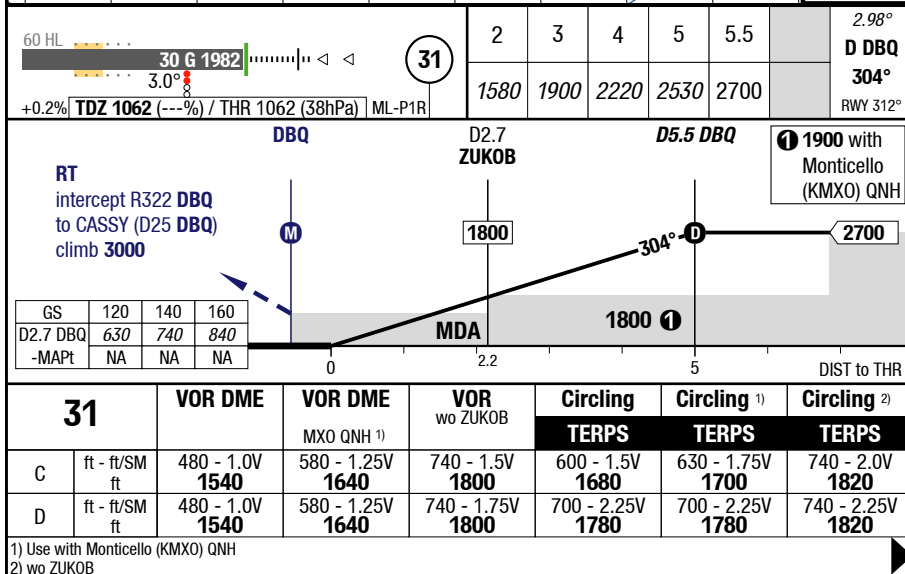 60 HL
30 G 1982
3.0°
+0.2% TDZ 1062 (---%) / THR 1062 (38hPa) ML-P1R
31
2 3 4 5 5.5
1580 1900 2220 2530 2700
2.98°
D DBQ
304°
RWY 312°
DBQ
D2.7
ZUKOB
D5.5 DBQ
1 1900 with
Monticello
(KMXO) QNH
RT
intercept R322 DBQ
to CASSY (D25 DBQ)
climb 3000
M
1800
304°
D
2700
GS 120 140 160
D2.7 DBQ 630 740 840
-MAPt NA NA NA
MDA
1800 1
0 2.2 5 DIST to THR
31 VOR DME VOR DME VOR Circling Circling 1) Circling 2)
MXO QNH 1) wo ZUKOB TERPS TERPS TERPS
C ft - ft/SM 480 - 1.0V 580 - 1.25V 740 - 1.5V 600 - 1.5V 630 - 1.75V 740 - 2.0V
ft 1540 1640 1800 1680 1700 1820
D ft - ft/SM 480 - 1.0V 580 - 1.25V 740 - 1.75V 700 - 2.25V 700 - 2.25V 740 - 2.25V
ft 1540 1640 1800 1780 1780 1820
1) Use with Monticello (KMXO) QNH
2) wo ZUKOB